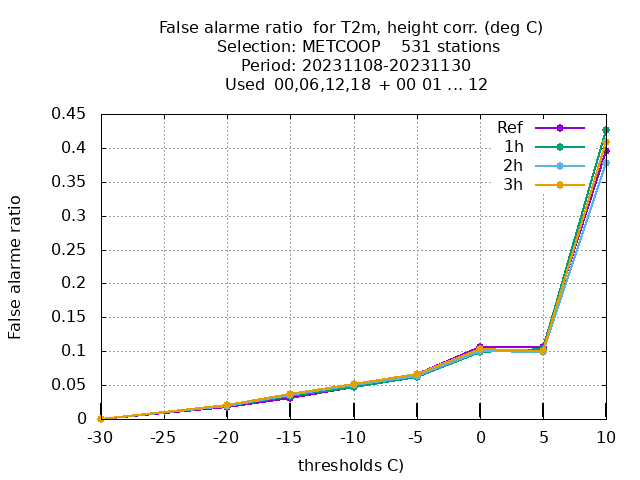 False alarme ratio  for T2m, height corr. (deg C)
Selection: METCOOP    531 stations
Period: 20231108-20231130
Used  00,06,12,18 + 00 01 ... 12
Ref
1h
2h
3h
False alarme ratio
0.45
0.4
0.35
0.3
0.25
0.2
0.15
0.1
0.05
0
-30 -25 -20 -15 -10 -5 0 5 10
thresholds C)